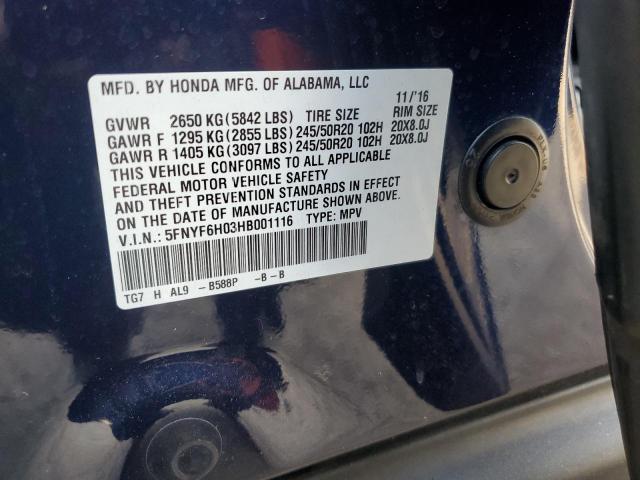 MFD. BY HONDA MFG. OF ALABAMA, LLC
11/'16
GVWR 2650 KG(5842 LBS) TIRE SIZE RIM SIZE
GAWR F 1295 KG(2855 LBS)245/50R20 102H 20X8.0J
GAWR R 1405 KG(3097 LBS)245/50R20 102H 20X8.0J
THIS VEHICLE CONFORMS TO ALL APPLICABLE
FEDERAL MOTOR VEHICLE SAFETY
AND THEFT PREVENTION STANDARDS IN EFFECT
ON THE DATE OF MANUFACTURE SHOWN ABOVE.
V.I.N.: 5FNYF6H03HB001116 TYPE: MPV
TG7 H AL9 -B588P -B-B